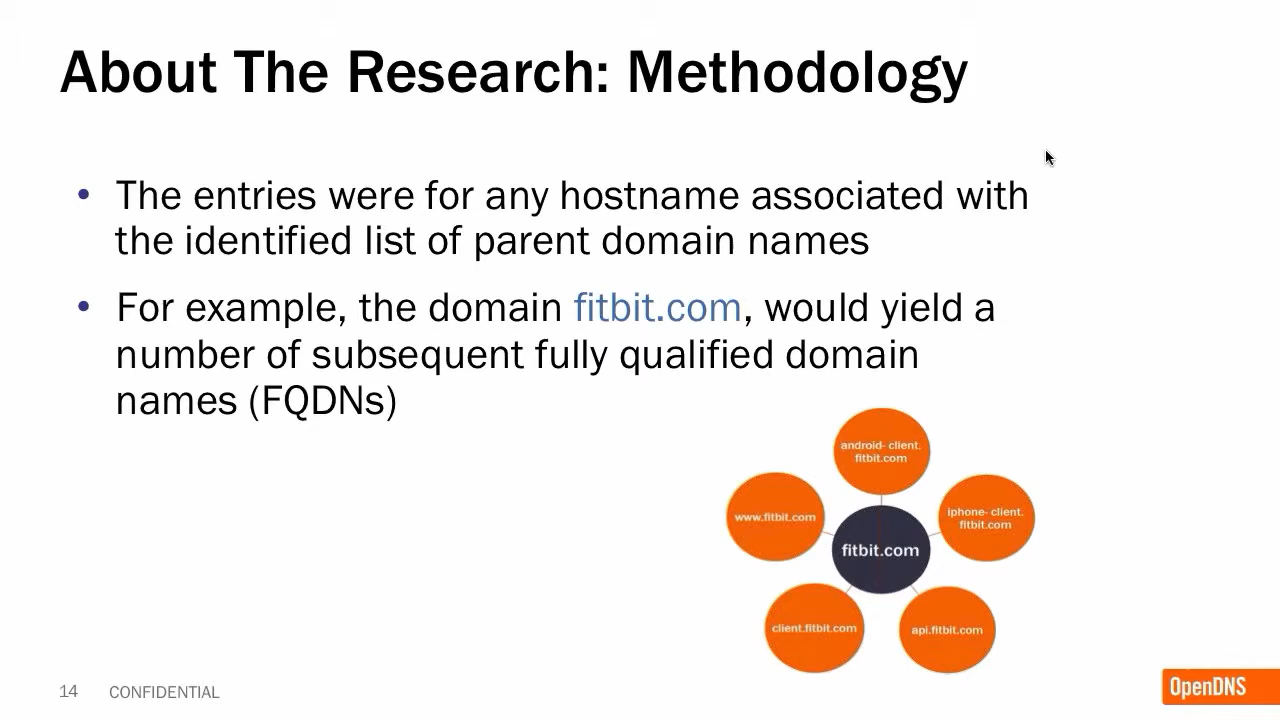 About The Research: Methodology
• The entries were for any hostname associated with
the identified list of parent domain names
• For example, the domain fitbit.com, would yield a
number of subsequent fully qualified domain
names (FQDNs)
android- client.
fitbit.com
www.fitbit.com
iphone- client.
fitbit.com
fitbit.com
client.fitbit.com
api.fitbit.com
14 CONFIDENTIAL
OpenDNS